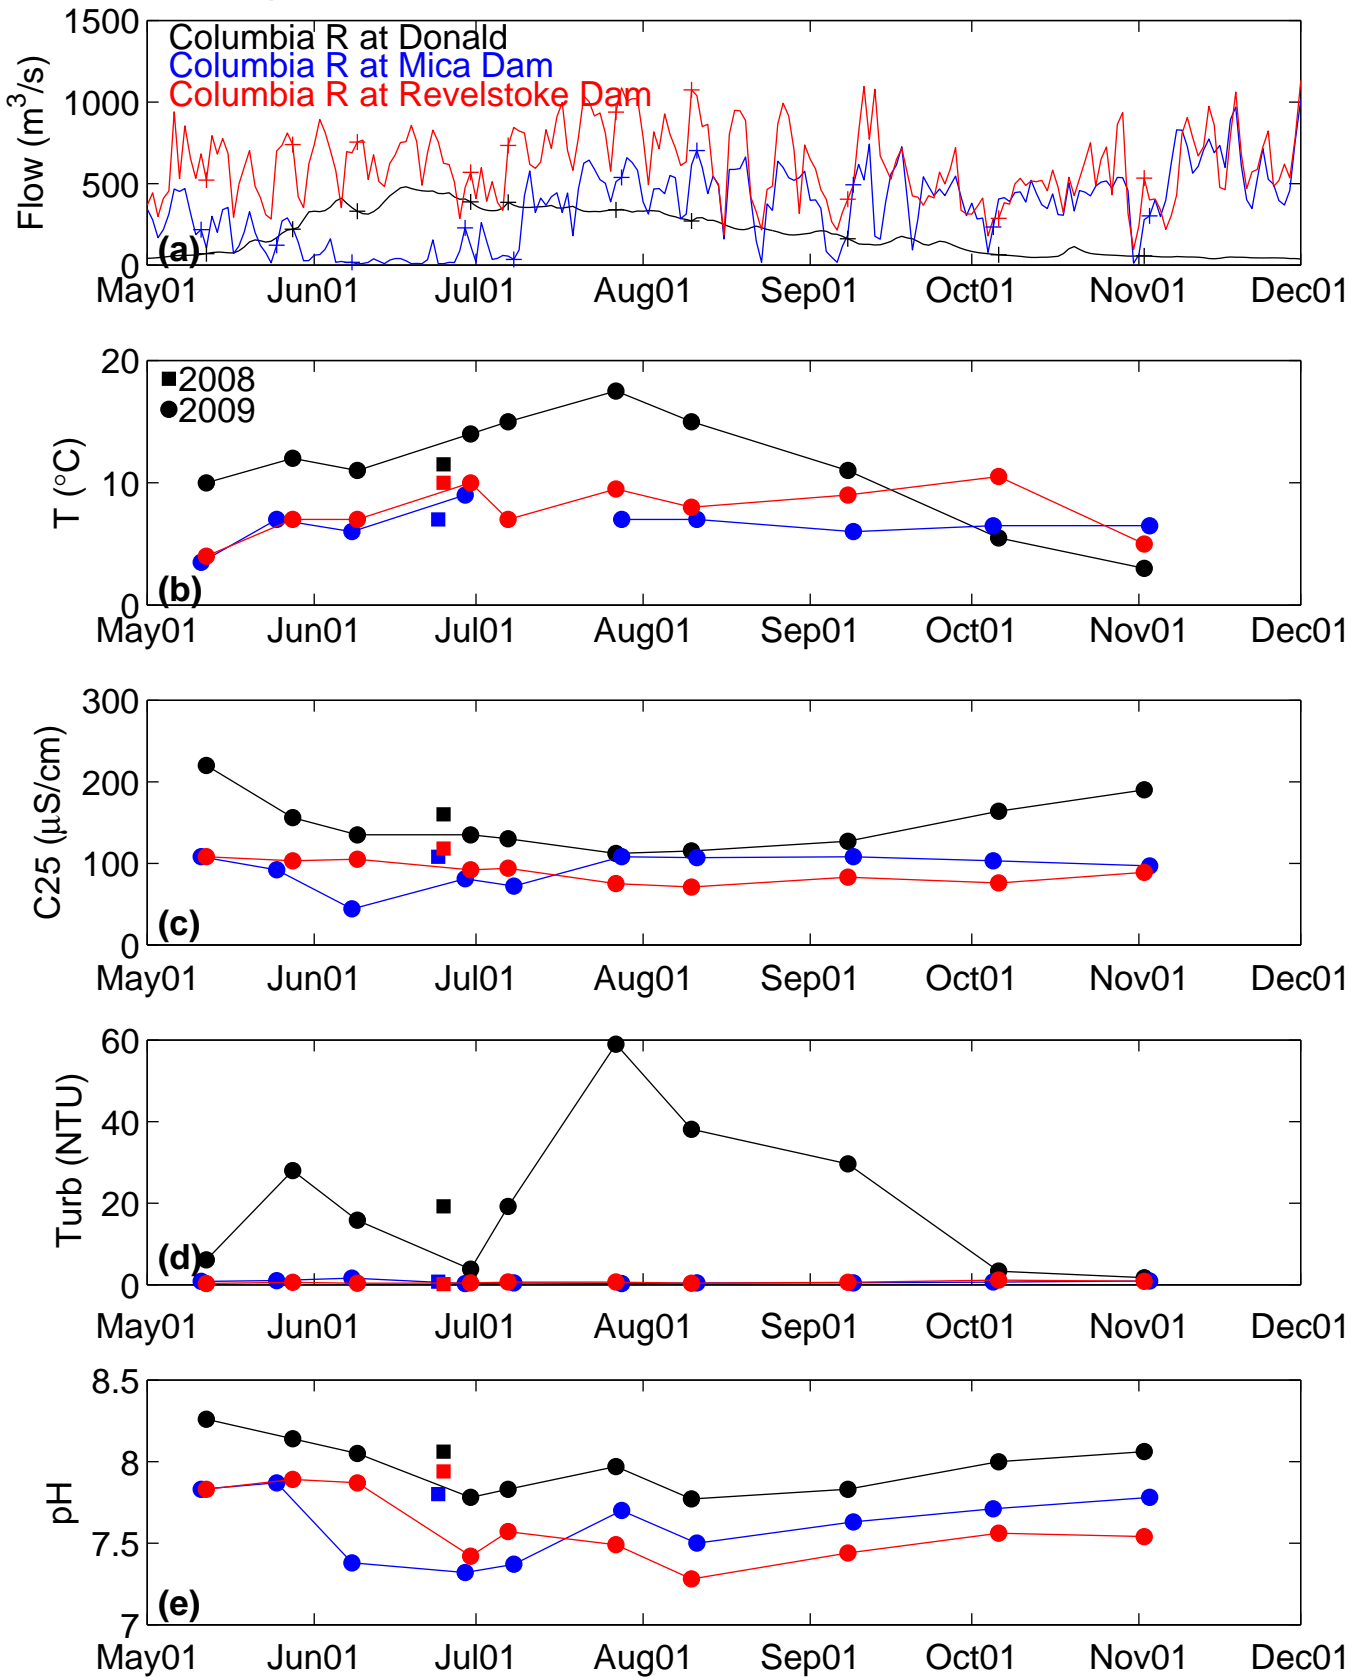 1500
Columbia R at Donald
Columbia R at Mica Dam
Columbia R at Revelstoke Dam
1000
500
0
Flow (m³/s)
(a)
May01 Jun01 Jul01 Aug01 Sep01 Oct01 Nov01 Dec01
20
2008
2009
10
0
T (°C)
(b)
May01 Jun01 Jul01 Aug01 Sep01 Oct01 Nov01 Dec01
300
200
100
0
C25 (μS/cm)
(c)
May01 Jun01 Jul01 Aug01 Sep01 Oct01 Nov01 Dec01
60
40
20
0
Turb (NTU)
(d)
May01 Jun01 Jul01 Aug01 Sep01 Oct01 Nov01 Dec01
8.5
8
7.5
7
pH
(e)
May01 Jun01 Jul01 Aug01 Sep01 Oct01 Nov01 Dec01